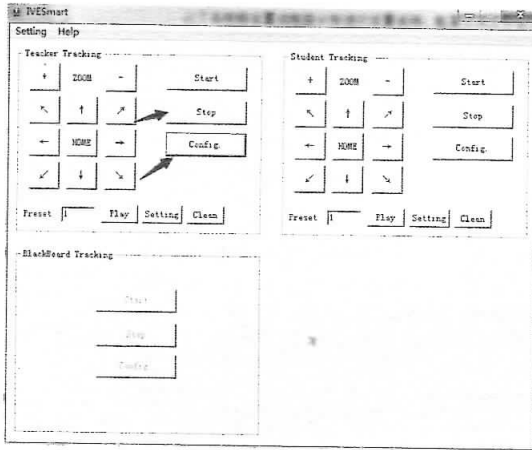 IVESmart
Setting Help
Teacher Tracking
+ ZOOM - Start
↖ ↑ ↗ Stop
← HOME → Config.
↙ ↓ ↘
Preset 1 Play Setting Clean
Student Tracking
+ ZOOM - Start
↖ ↑ ↗ Stop
← HOME → Config.
↙ ↓ ↘
Preset 1 Play Setting Clean
BlackBoard Tracking
Start
Stop
Config